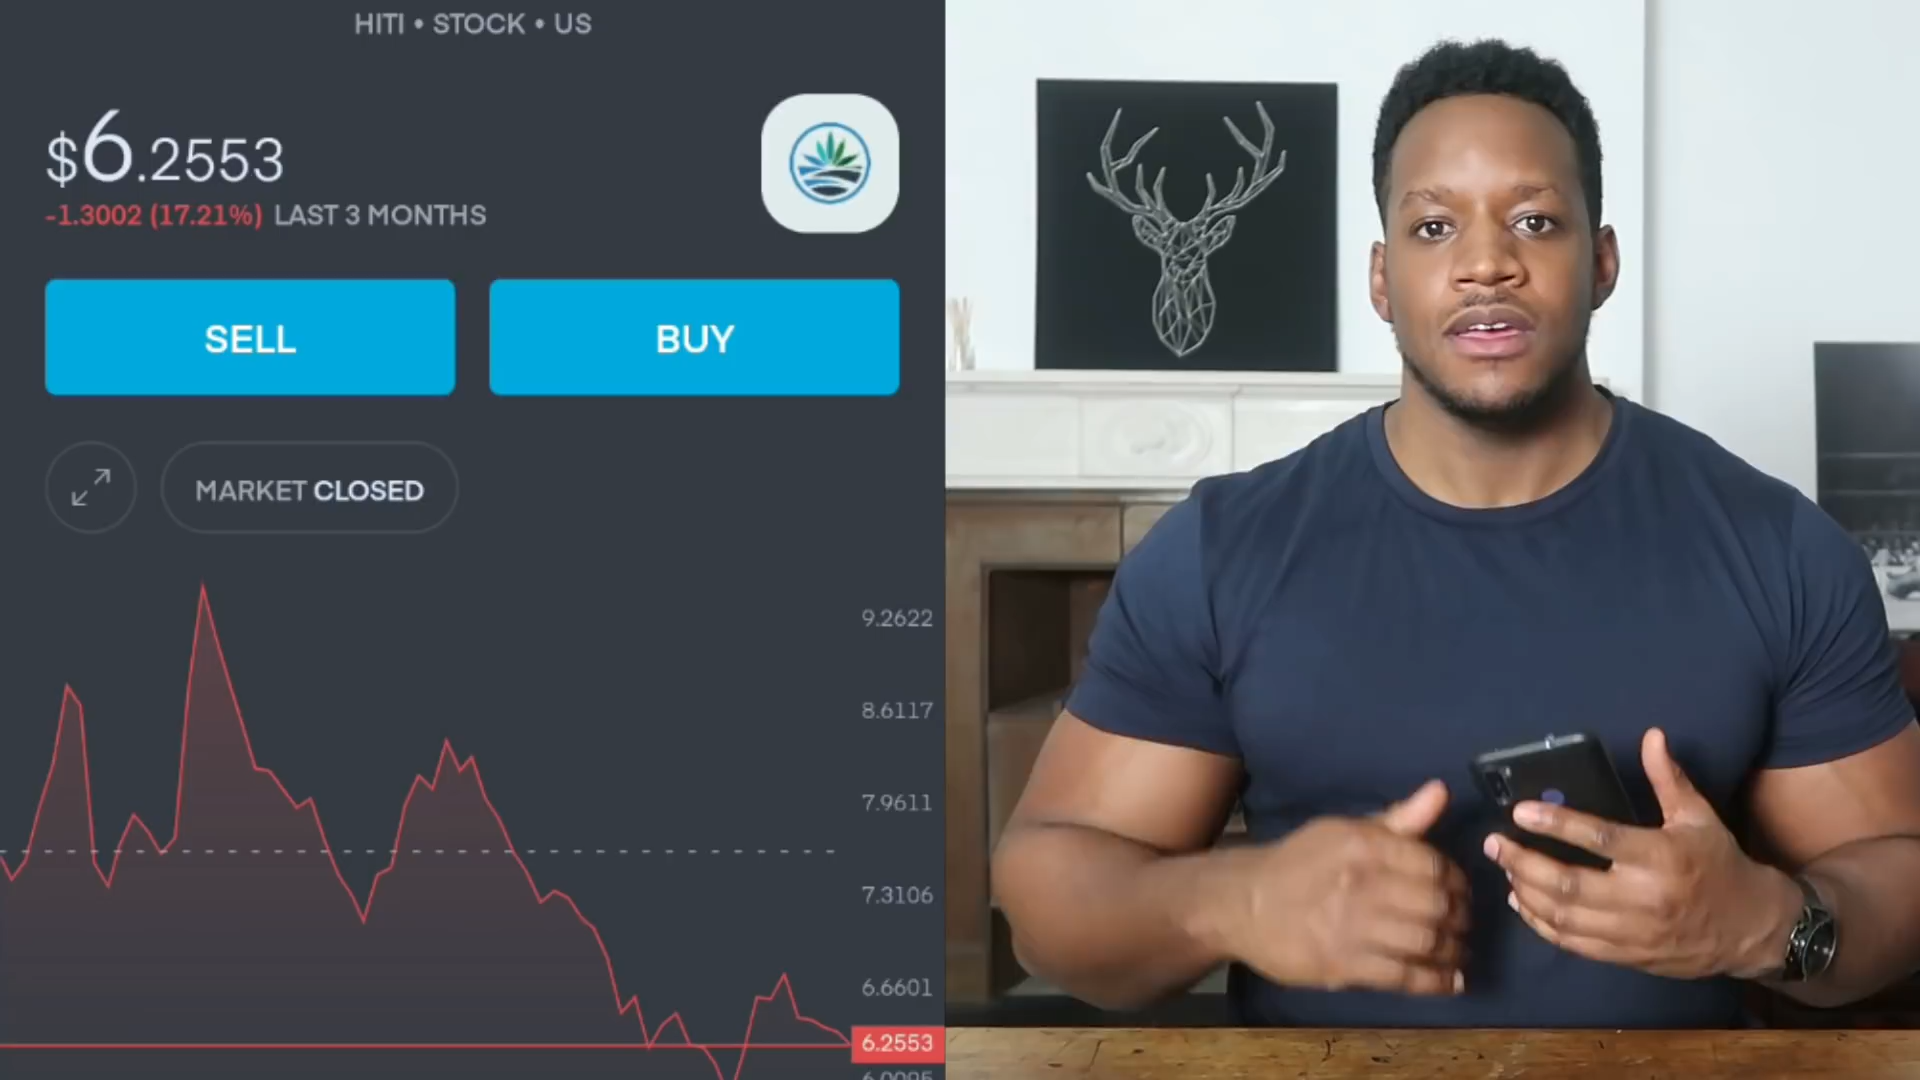 HITI • STOCK • US
$6.2553
-1.3002 (17.21%) LAST 3 MONTHS
SELL
BUY
MARKET CLOSED
9.2622
8.6117
7.9611
7.3106
6.6601
6.2553